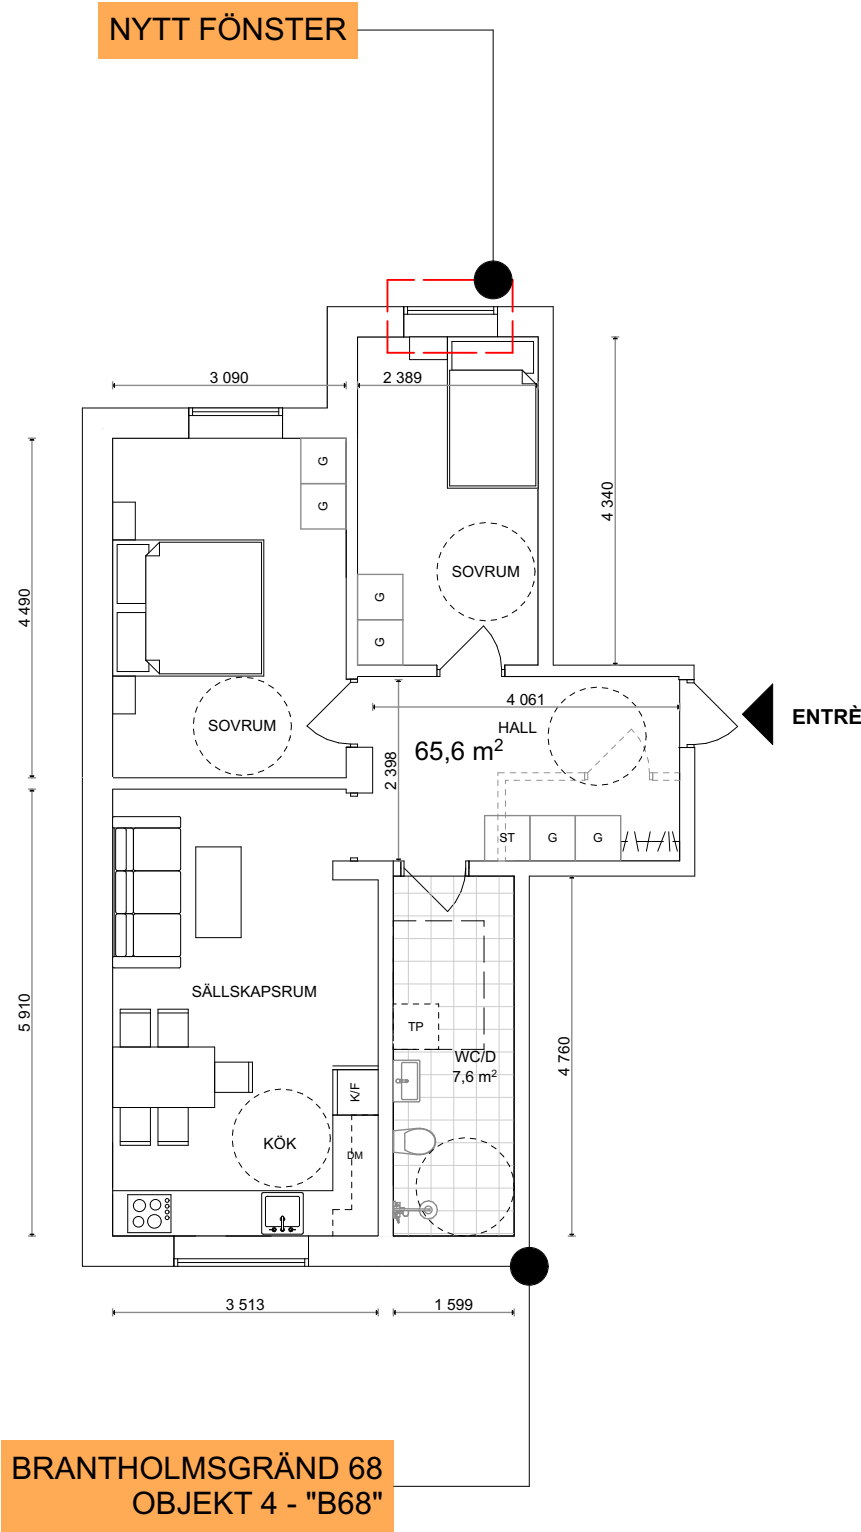 NYTT FÖNSTER
3 090
2 389
G
G
4 340
4 490
SOVRUM
G
G
SOVRUM
4 061
HALL
65,6 m²
2 398
ENTRÈ
ST
G
G
SÄLLSKAPSRUM
5 910
TP
WC/D
7,6 m²
4 760
K/F
KÖK
DM
3 513
1 599
BRANTHOLMSGRÄND 68
OBJEKT 4 - "B68"